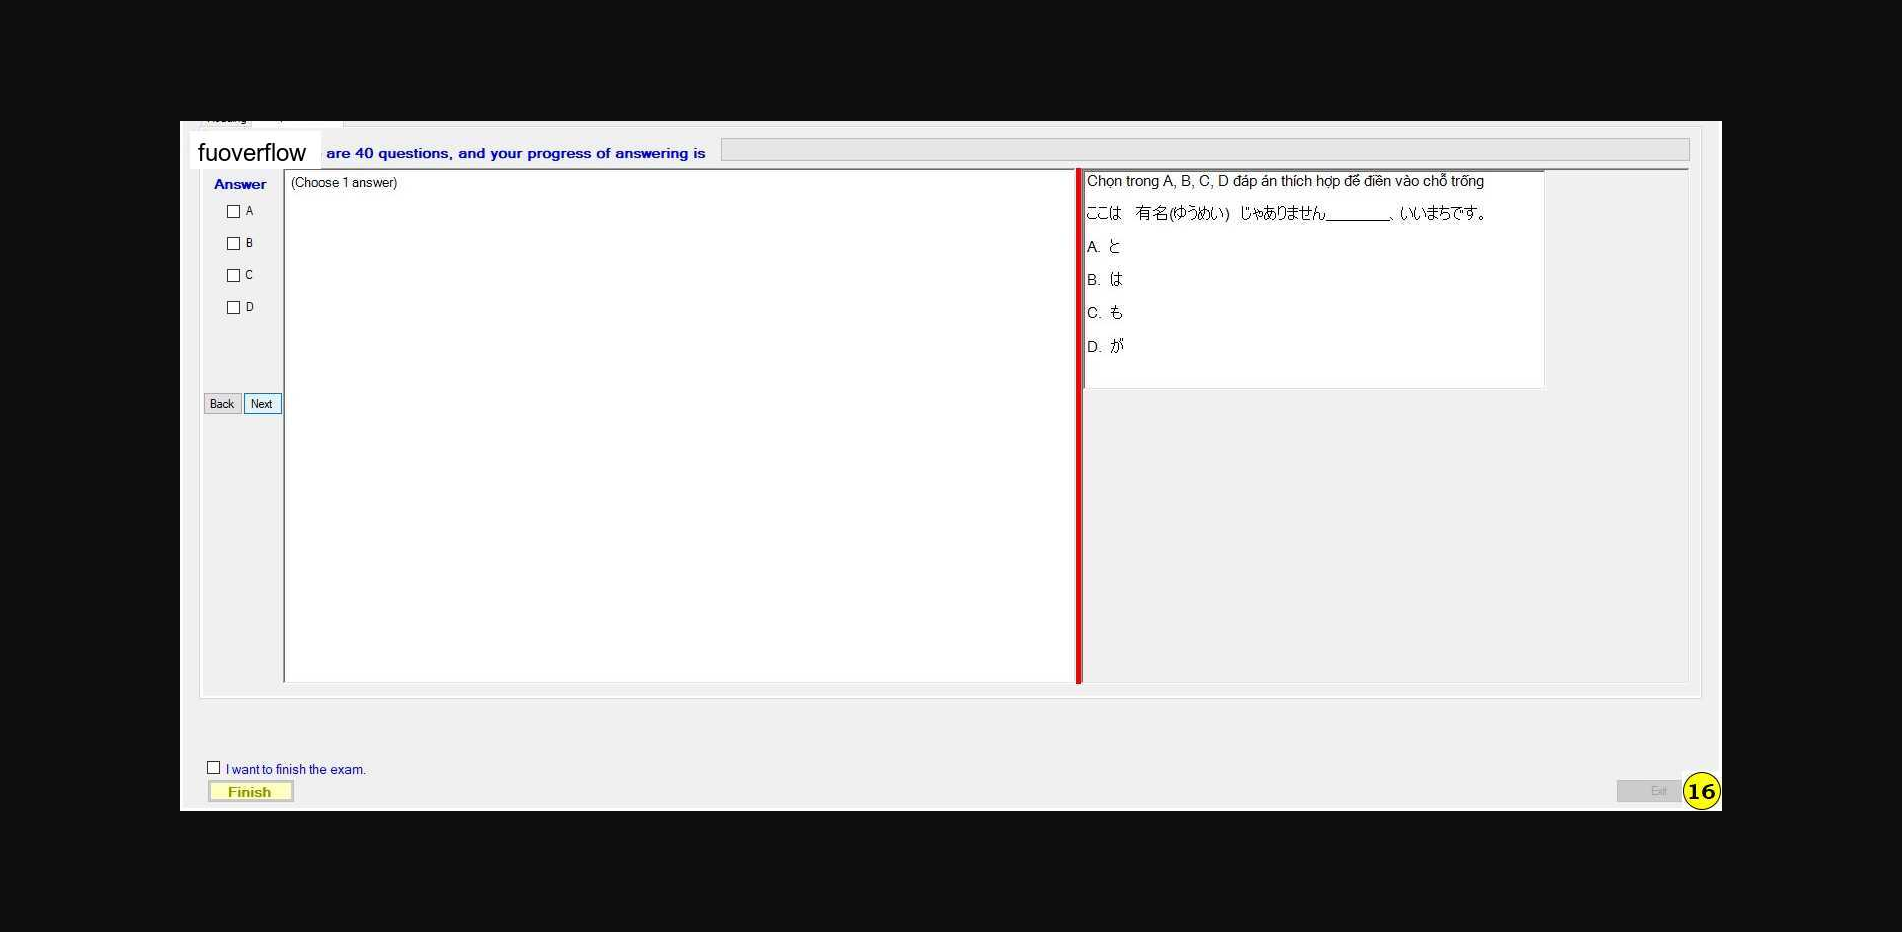 fuoverflow are 40 questions, and your progress of answering is
Answer
(Choose 1 answer)
A
B
C
D
Back Next
Chọn trong A, B, C, D đáp án thích hợp để điền vào chỗ trống
ここは 有名(ゆうめい) じゃありません________、いいまちです。
A. と
B. は
C. も
D. が
I want to finish the exam.
Finish
Exit
16